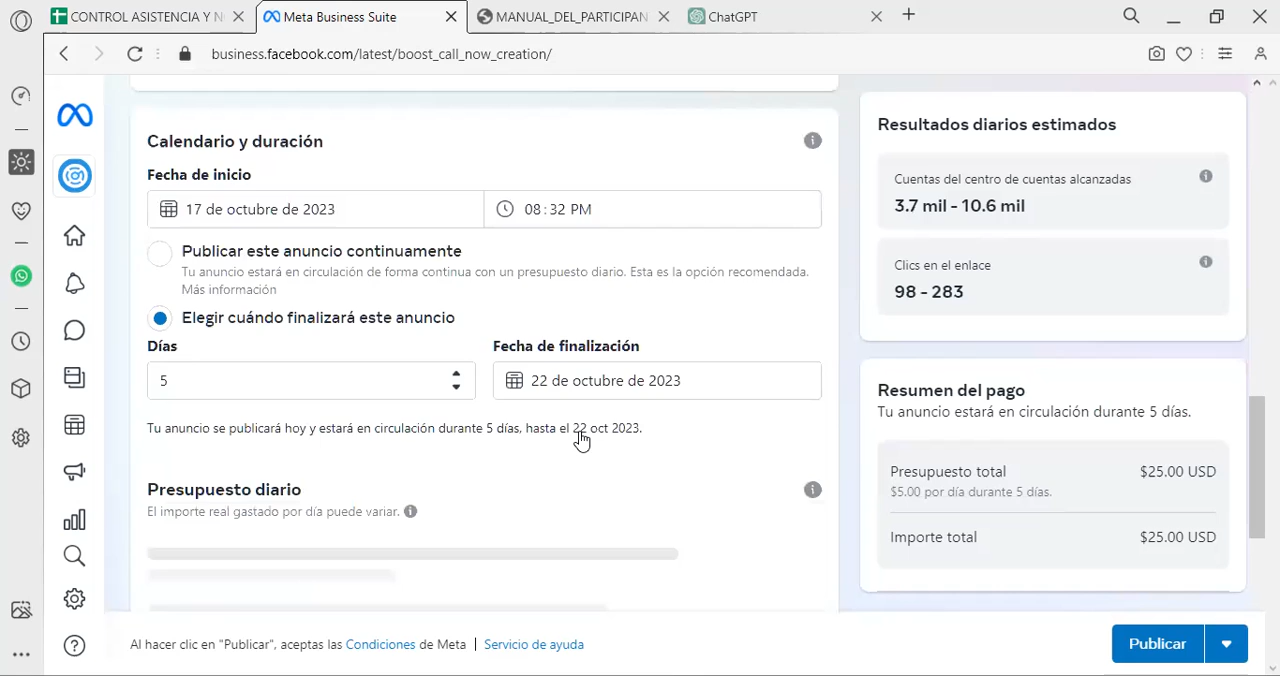 CONTROL ASISTENCIA Y N
Meta Business Suite
MANUAL_DEL_PARTICIPAN
ChatGPT
business.facebook.com/latest/boost_call_now_creation/
Calendario y duración
Fecha de inicio
17 de octubre de 2023
08:32 PM
Publicar este anuncio continuamente
Tu anuncio estará en circulación de forma continua con un presupuesto diario. Esta es la opción recomendada.
Más información
Elegir cuándo finalizará este anuncio
Días
Fecha de finalización
5
22 de octubre de 2023
Tu anuncio se publicará hoy y estará en circulación durante 5 días, hasta el 22 oct 2023.
Presupuesto diario
El importe real gastado por día puede variar.
Resultados diarios estimados
Cuentas del centro de cuentas alcanzadas
3.7 mil - 10.6 mil
Clics en el enlace
98 - 283
Resumen del pago
Tu anuncio estará en circulación durante 5 días.
Presupuesto total $25.00 USD
$5.00 por día durante 5 días.
Importe total $25.00 USD
Al hacer clic en "Publicar", aceptas las Condiciones de Meta | Servicio de ayuda
Publicar